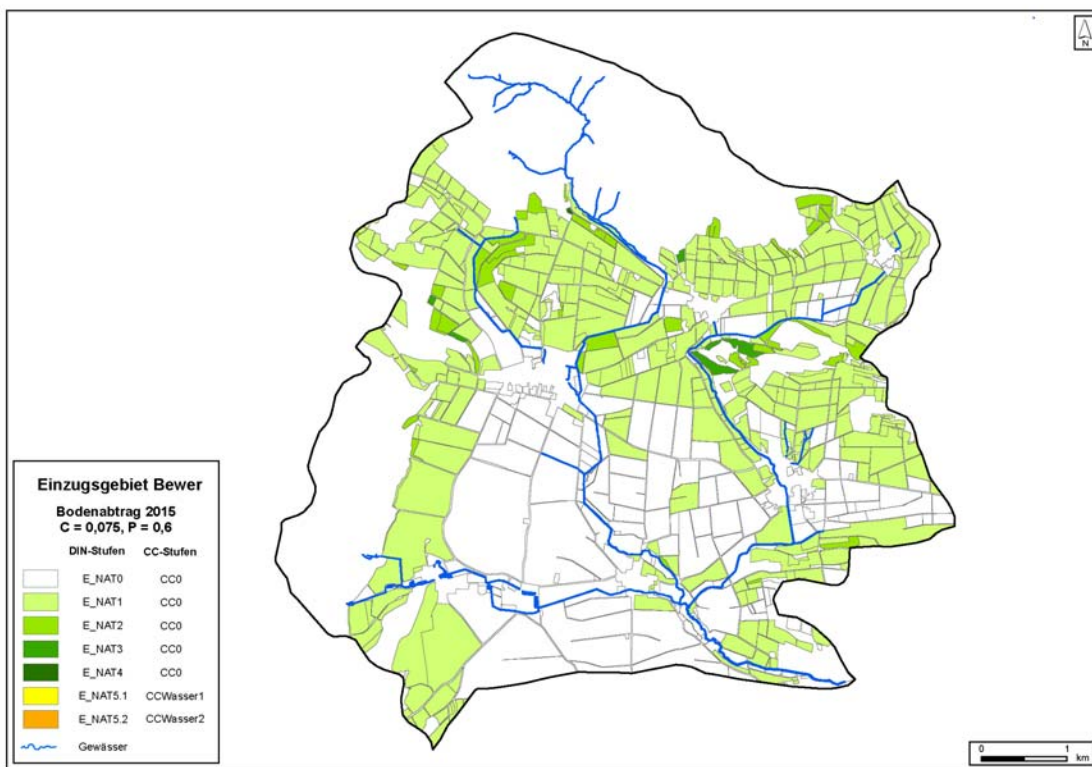 N
Einzugsgebiet Bewer
Bodenabtrag 2015
C = 0,075, P = 0,6
DIN-Stufen CC-Stufen
E_NAT0 CC0
E_NAT1 CC0
E_NAT2 CC0
E_NAT3 CC0
E_NAT4 CC0
E_NAT5.1 CCWasser1
E_NAT5.2 CCWasser2
Gewässer
0 1
km